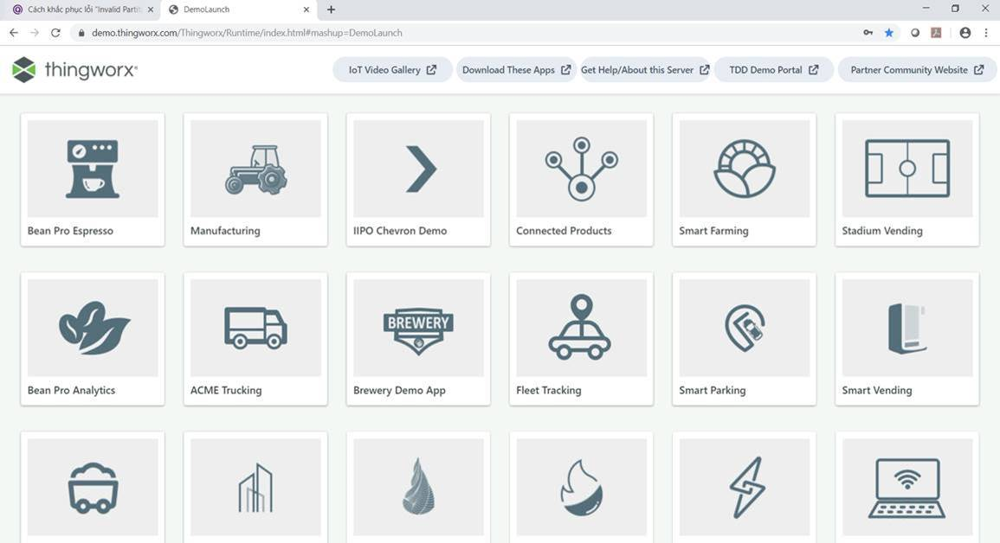 Cách khắc phục lỗi "Invalid Partit
DemoLaunch
demo.thingworx.com/Thingworx/Runtime/index.html#mashup=DemoLaunch
thingworx®
IoT Video Gallery
Download These Apps
Get Help/About this Server
TDD Demo Portal
Partner Community Website
Bean Pro Espresso
Manufacturing
IIPO Chevron Demo
Connected Products
Smart Farming
Stadium Vending
BREWERY
Bean Pro Analytics
ACME Trucking
Brewery Demo App
Fleet Tracking
Smart Parking
Smart Vending